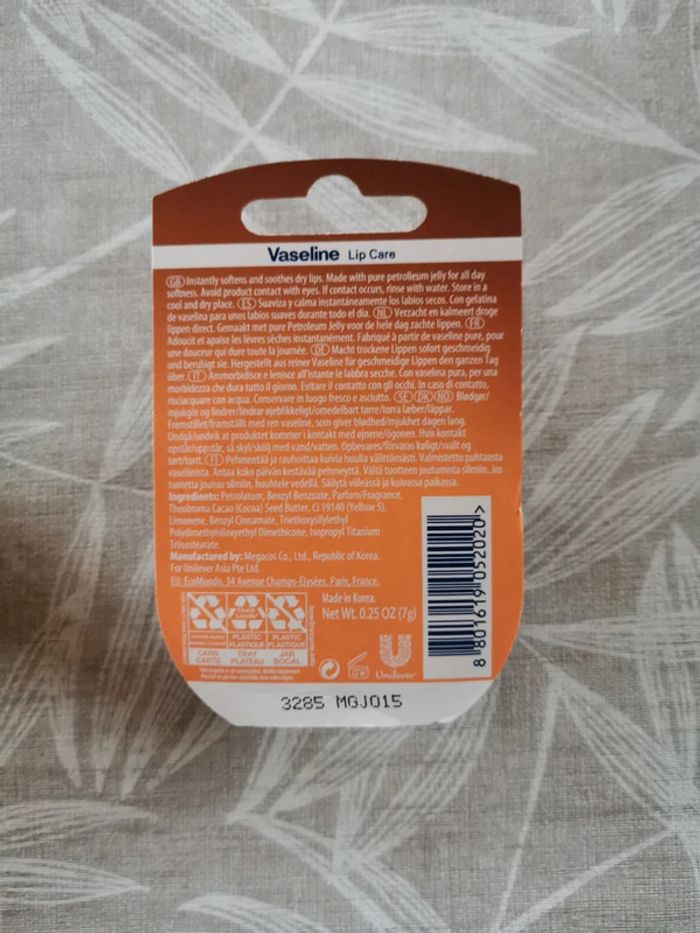 Vaseline Lip Care
GB Instantly softens and soothes dry lips. Made with pure petrolleum jelly for all day
softness. Avoid product contact with eyes. If contact occurs, rinse with water. Store in a
cool and dry place. ES Suaviza y calma instantáneamente los labios secos. Con gelatina
de vaselina para unos labios suaves durante todo el día. NL Verzacht en kalmeert droge
lippen direct. Gemaakt met pure Petroleum Jelly voor de hele dag zachte lippen. FR
Adoucit et apaise les lèvres sèches instantanément. Fabriqué à partir de vaseline pure, pour
une douceur qui dure toute la journée. DE Macht trockene Lippen sofort geschmeidig
und beruhigt sie. Hergestellt aus reiner Vaseline für geschmeidige Lippen den ganzen Tag
über. IT Ammorbidisce e lenisce all'istante le labbra secche. Con vaselina pura, per una
morbidezza che dura tutto il giorno. Evitare il contatto con gli occhi. In caso di contatto,
risciacquare con acqua. Conservare in luogo fresco e asciutto. SE DK NO Blødgør/
mjukgör og lindrer/lindrar øjeblikkeligt/omedelbart tørre/torra læber/läppar.
Fremstillet/framställt med ren vaseline, som giver blødhed/mjukhet dagen lang.
Undgå/undvik at produktet kommer i kontakt med øjnene/ögonen. Hvis kontakt
opstår/uppstår, så skyl/skölj med vand/vatten. Opbevares/förvaras køligt/svalt og
tørt/torrt. FI Pehmentää ja rauhoittaa kuivia huulia välittömästi. Valmistettu puhtaasta
vaseliinista. Antaa koko päivän kestävää pehmeyttä. Vältä tuotteen joutumista silmiin. Jos
tuotetta joutuu silmiin, huuhtele vedellä. Säilytä viileässä ja kuivassa paikassa.
Ingredients: Petrolatum, Benzyl Benzoate, Parfum/Fragrance,
Theobroma Cacao (Cocoa) Seed Butter, CI 19140 (Yellow 5),
Limonene, Benzyl Cinnamate, Triethoxysilylethyl
Polydimethylsiloxyethyl Dimethicone, Isopropyl Titanium
Triisostearate.
Manufactured by: Megacos Co., Ltd., Republic of Korea.
For Unilever Asia Pte Ltd.
EU: EcoMundo, 34 Avenue Champs-Élysées, Paris, France.
Made in Korea.
Net Wt. 0.25 OZ (7g)
PLASTIC PLASTIC
PLASTIQUE PLASTIQUE
CARD TRAY JAR
CARTE PLATEAU BOCAL
Unilever
8 801619 052020 >
3285 MGJ015